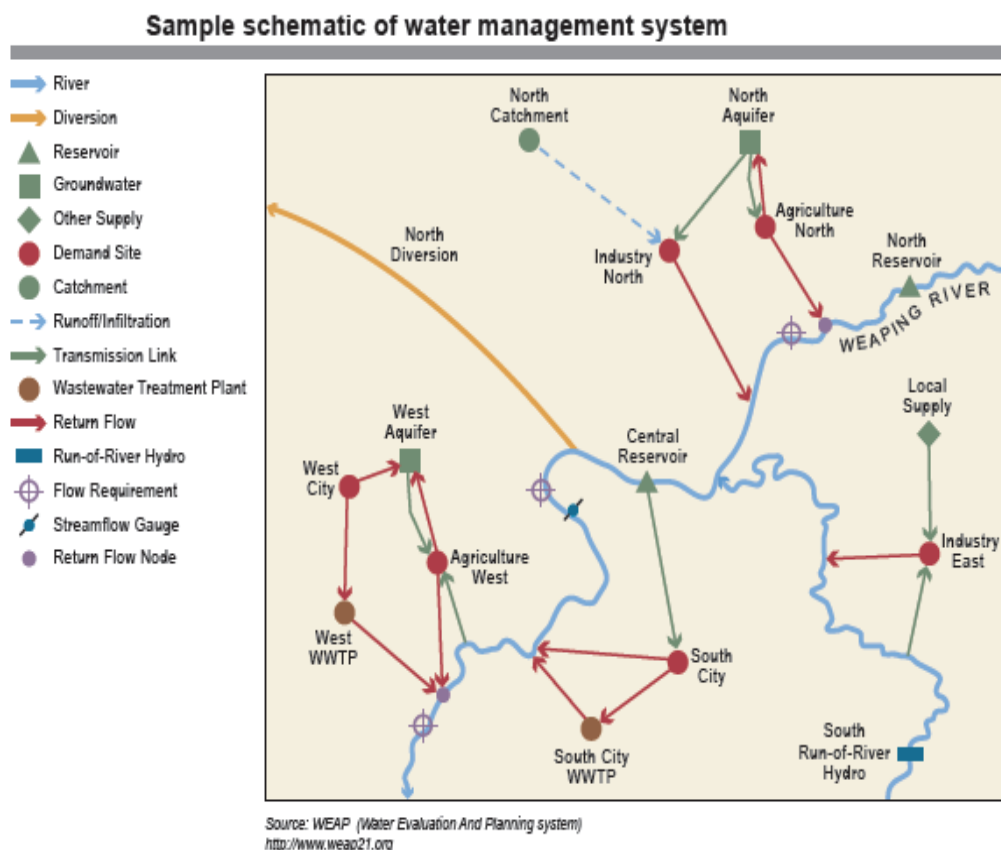 Sample schematic of water management system
River
Diversion
Reservoir
Groundwater
Other Supply
Demand Site
Catchment
Runoff/Infiltration
Transmission Link
Wastewater Treatment Plant
Return Flow
Run-of-River Hydro
Flow Requirement
Streamflow Gauge
Return Flow Node
North
Catchment
North
Aquifer
Agriculture
North
North
Diversion
Industry
North
North
Reservoir
WEAPING RIVER
Local
Supply
West
Aquifer
Central
Reservoir
West
City
Agriculture
West
Industry
East
West
WWTP
South
City
South City
WWTP
South
Run-of-River
Hydro
Source: WEAP (Water Evaluation And Planning system)
http://www.weap21.org